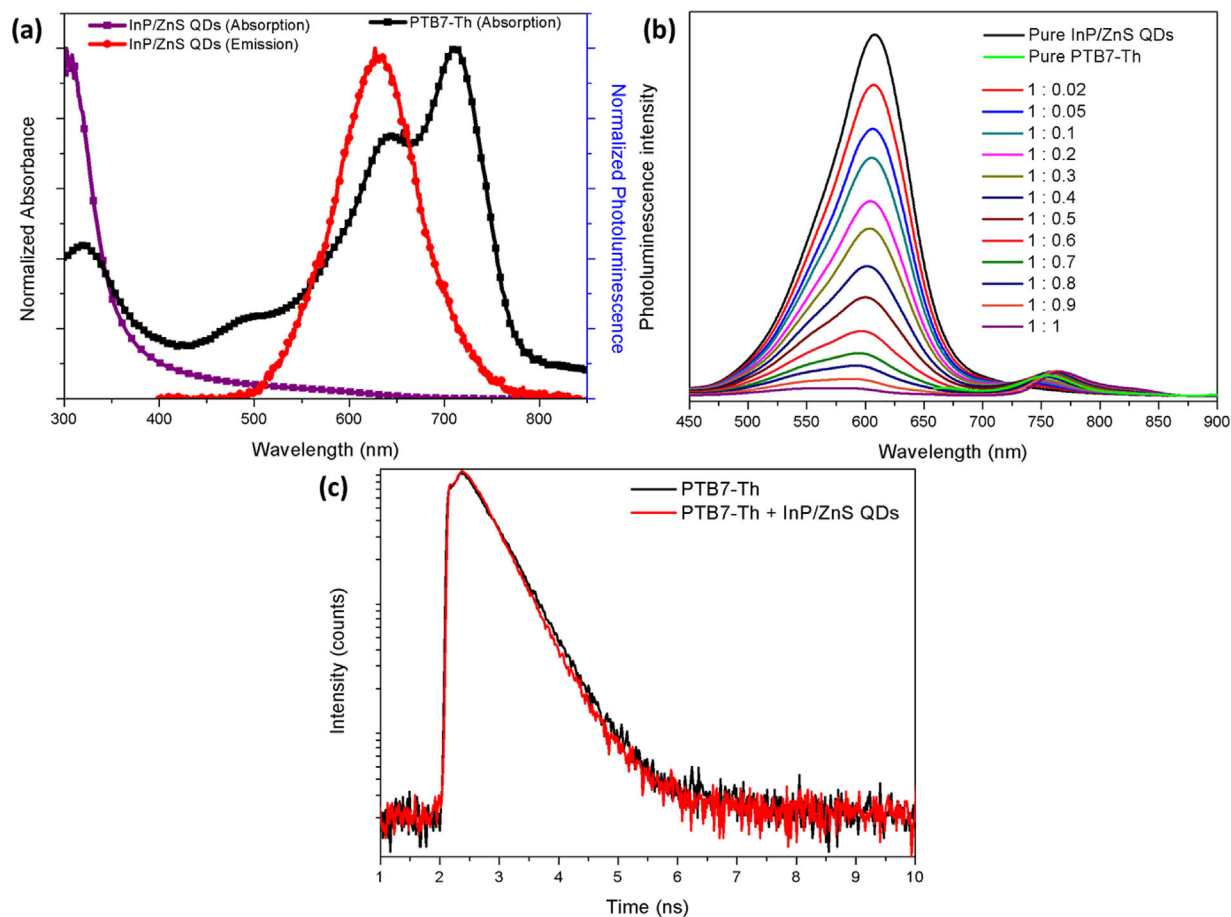 (a)
InP/ZnS QDs (Absorption)
InP/ZnS QDs (Emission)
PTB7-Th (Absorption)
Normalized Absorbance
Normalized Photoluminescence
300 400 500 600 700 800
Wavelength (nm)
(b)
Pure InP/ZnS QDs
Pure PTB7-Th
1 : 0.02
1 : 0.05
1 : 0.1
1 : 0.2
1 : 0.3
1 : 0.4
1 : 0.5
1 : 0.6
1 : 0.7
1 : 0.8
1 : 0.9
1 : 1
Photoluminescence intensity
450 500 550 600 650 700 750 800 850 900
Wavelength (nm)
(c)
PTB7-Th
PTB7-Th + InP/ZnS QDs
Intensity (counts)
1 2 3 4 5 6 7 8 9 10
Time (ns)